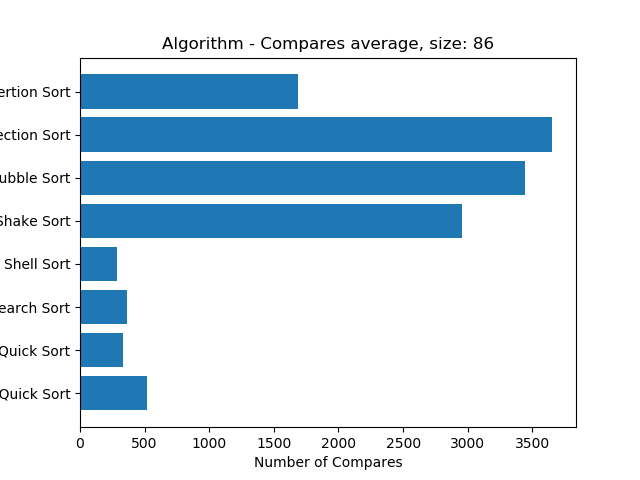 Algorithm - Compares average, size: 86
ertion Sort
ection Sort
ubble Sort
Shake Sort
Shell Sort
earch Sort
Quick Sort
Quick Sort
0 500 1000 1500 2000 2500 3000 3500
Number of Compares